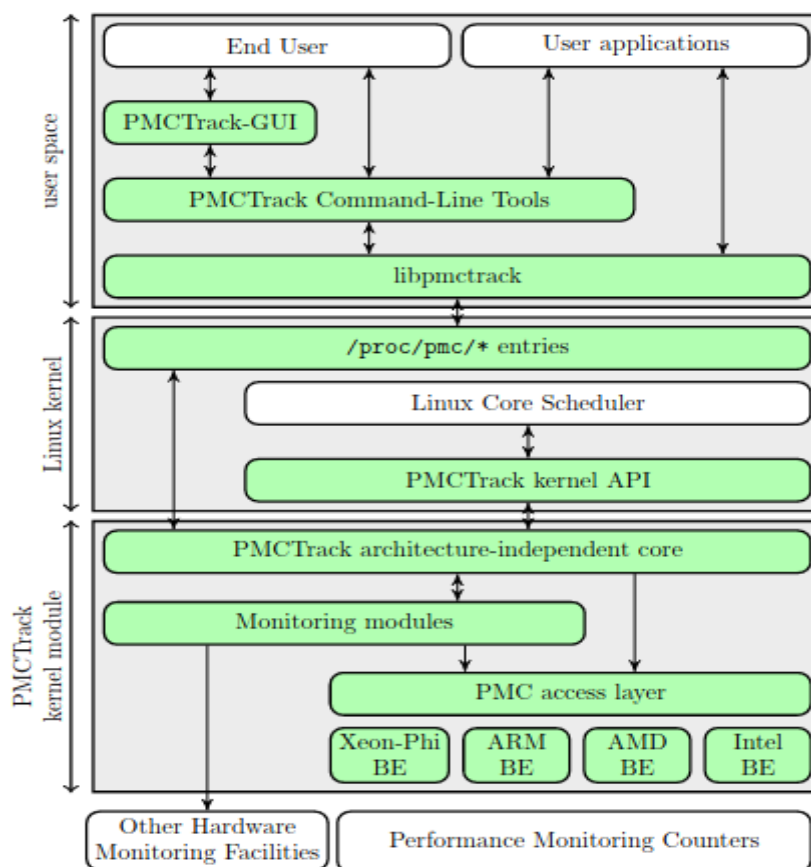 End User
User applications
PMCTrack-GUI
PMCTrack Command-Line Tools
libpmctrack
user space
/proc/pmc/* entries
Linux Core Scheduler
PMCTrack kernel API
Linux kernel
PMCTrack architecture-independent core
Monitoring modules
PMC access layer
Xeon-Phi
BE
ARM
BE
AMD
BE
Intel
BE
PMCTrack
kernel module
Other Hardware
Monitoring Facilities
Performance Monitoring Counters